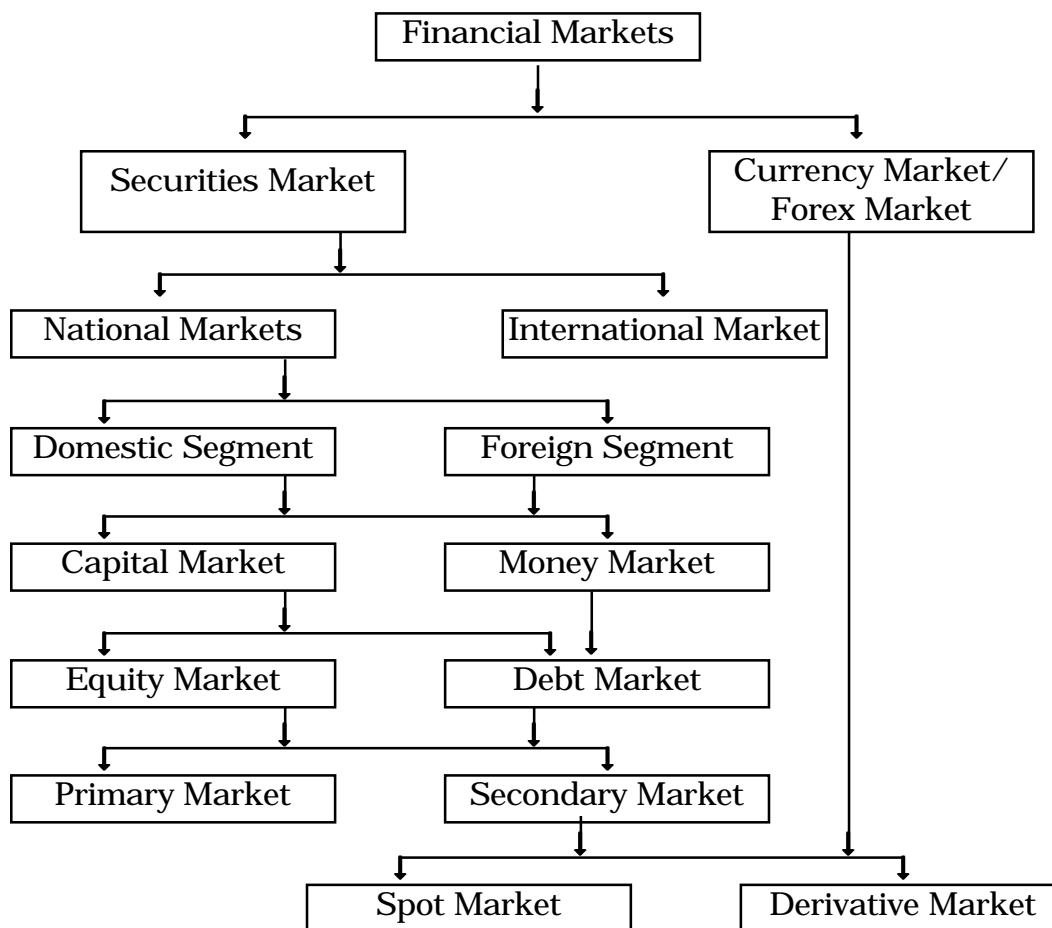 Financial Markets
Securities Market
Currency Market/
Forex Market
National Markets
International Market
Domestic Segment
Foreign Segment
Capital Market
Money Market
Equity Market
Debt Market
Primary Market
Secondary Market
Spot Market
Derivative Market